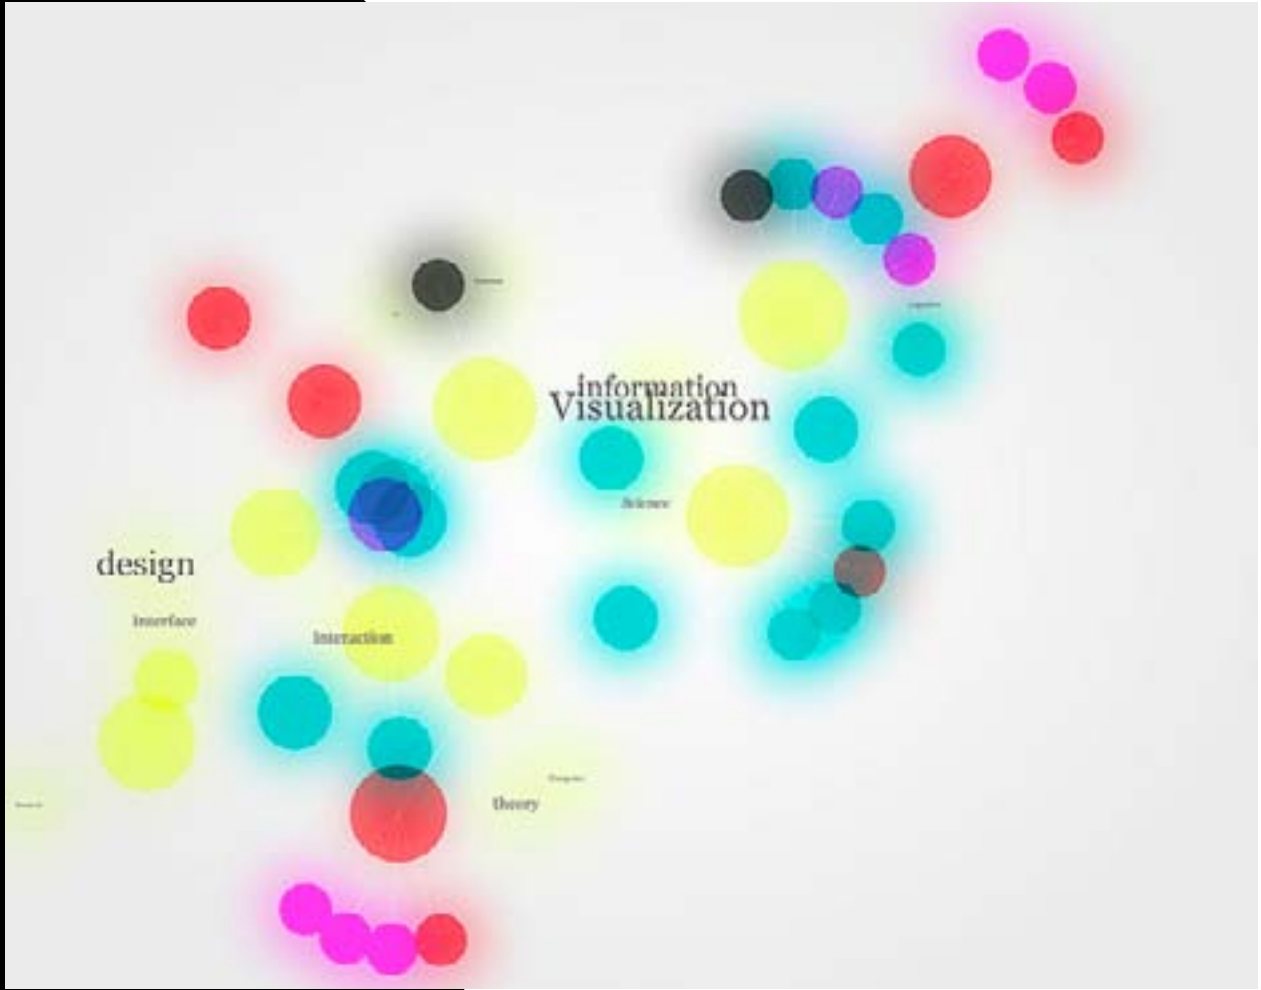 information
Visualization
Science
design
interface
interaction
theory